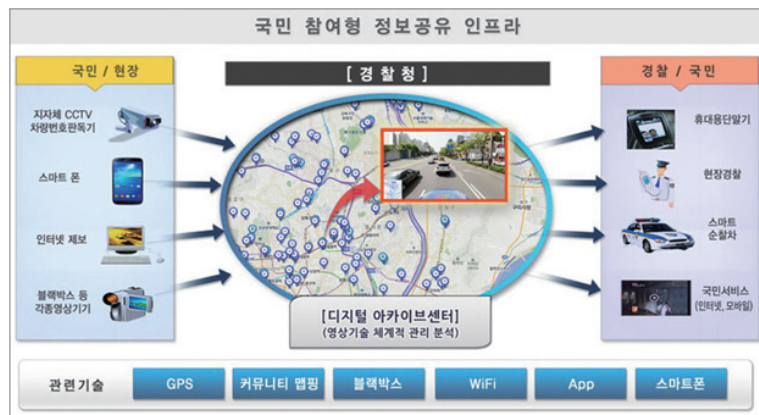 국민 참여형 정보공유 인프라
국민 / 현장
지자체 CCTV
차량번호판독기
스마트 폰
인터넷 제보
블랙박스 등
각종영상기기
[ 경 찰 청 ]
[디지털 아카이브센터]
(영상기술 체계적 관리 분석)
경찰 / 국민
휴대용단말기
현장경찰
스마트
순찰차
국민서비스
(인터넷, 모바일)
관련기술
GPS
커뮤니티 맵핑
블랙박스
WiFi
App
스마트폰